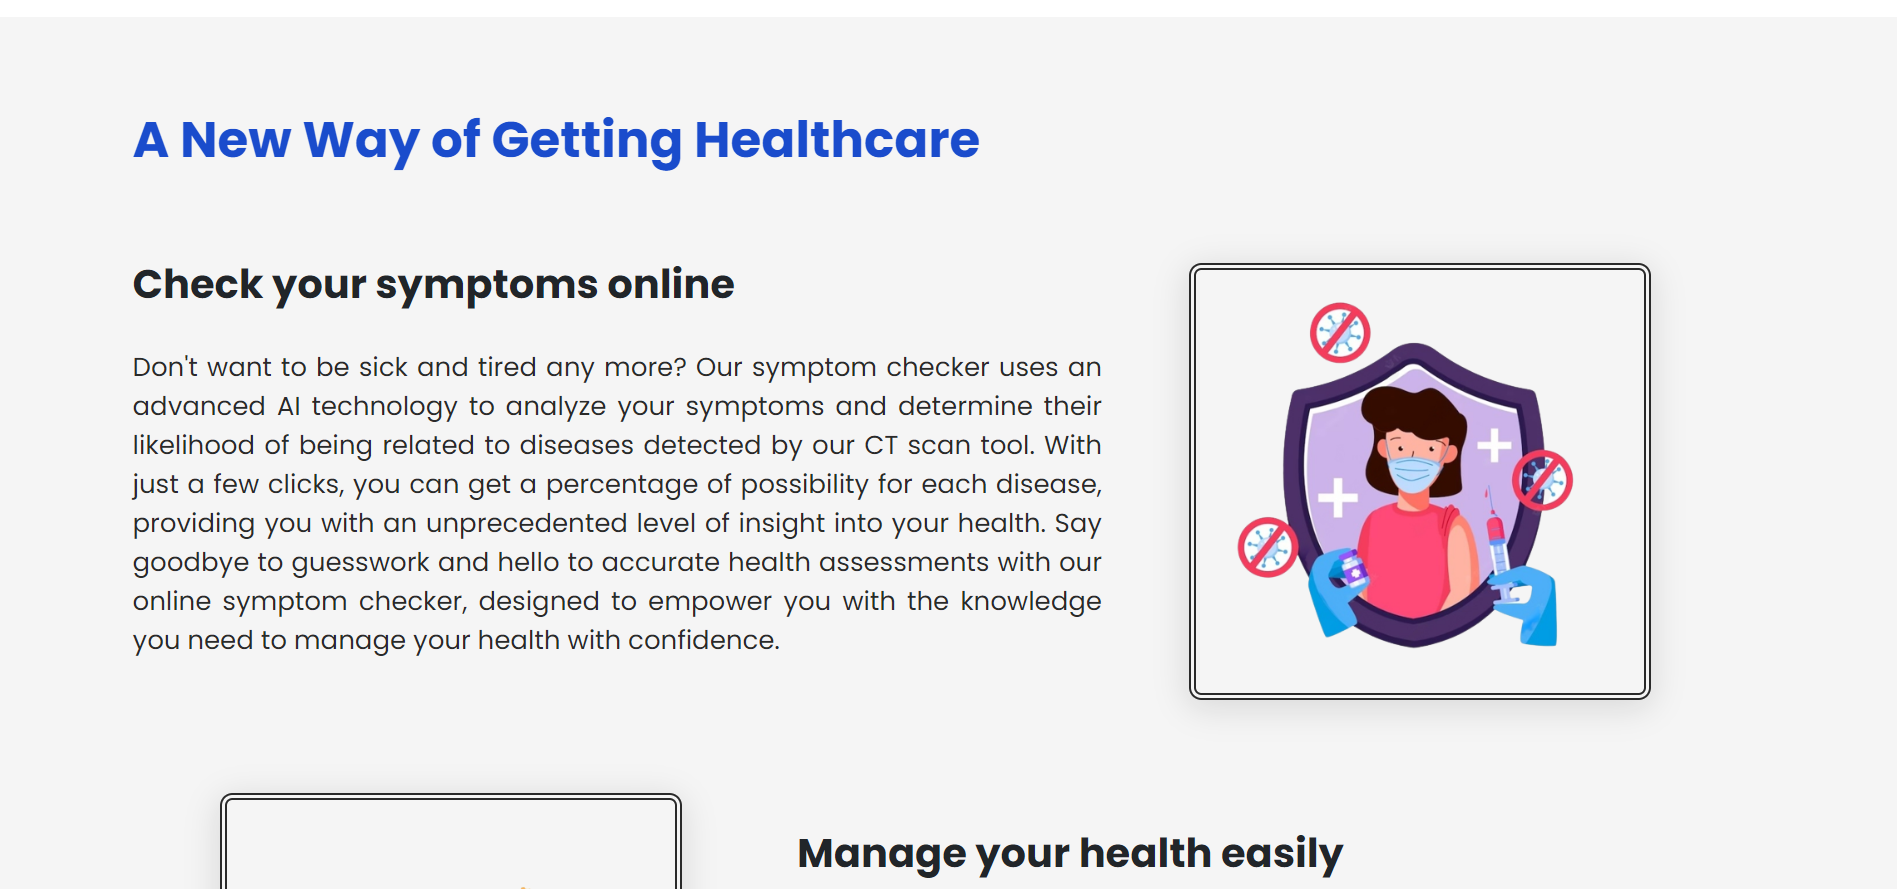 A New Way of Getting Healthcare
Check your symptoms online
Don't want to be sick and tired any more? Our symptom checker uses an
advanced AI technology to analyze your symptoms and determine their
likelihood of being related to diseases detected by our CT scan tool. With
just a few clicks, you can get a percentage of possibility for each disease,
providing you with an unprecedented level of insight into your health. Say
goodbye to guesswork and hello to accurate health assessments with our
online symptom checker, designed to empower you with the knowledge
you need to manage your health with confidence.
Manage your health easily